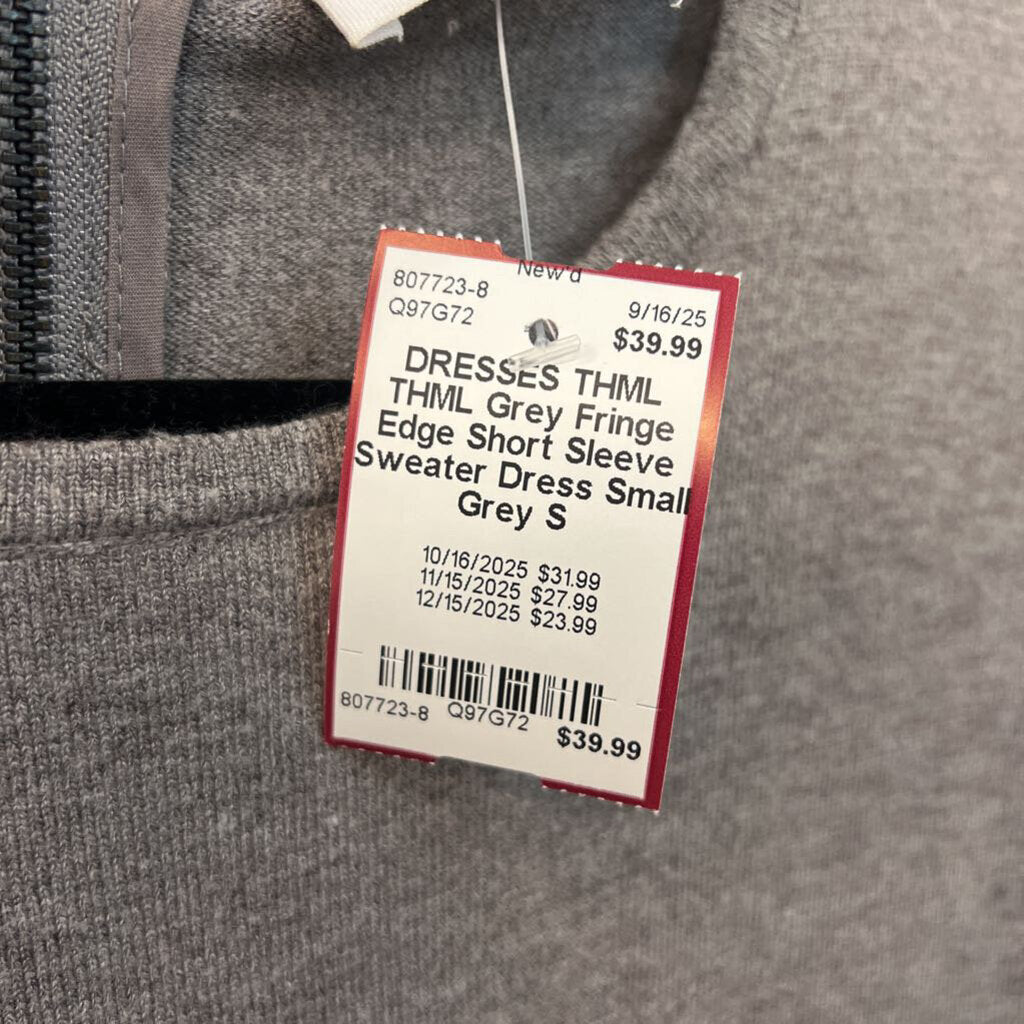 New'd
807723-8
9/16/25
Q97G72
$39.99
DRESSES THML
THML Grey Fringe
Edge Short Sleeve
Sweater Dress Small
Grey S
10/16/2025 $31.99
11/15/2025 $27.99
12/15/2025 $23.99
807723-8 Q97G72
$39.99